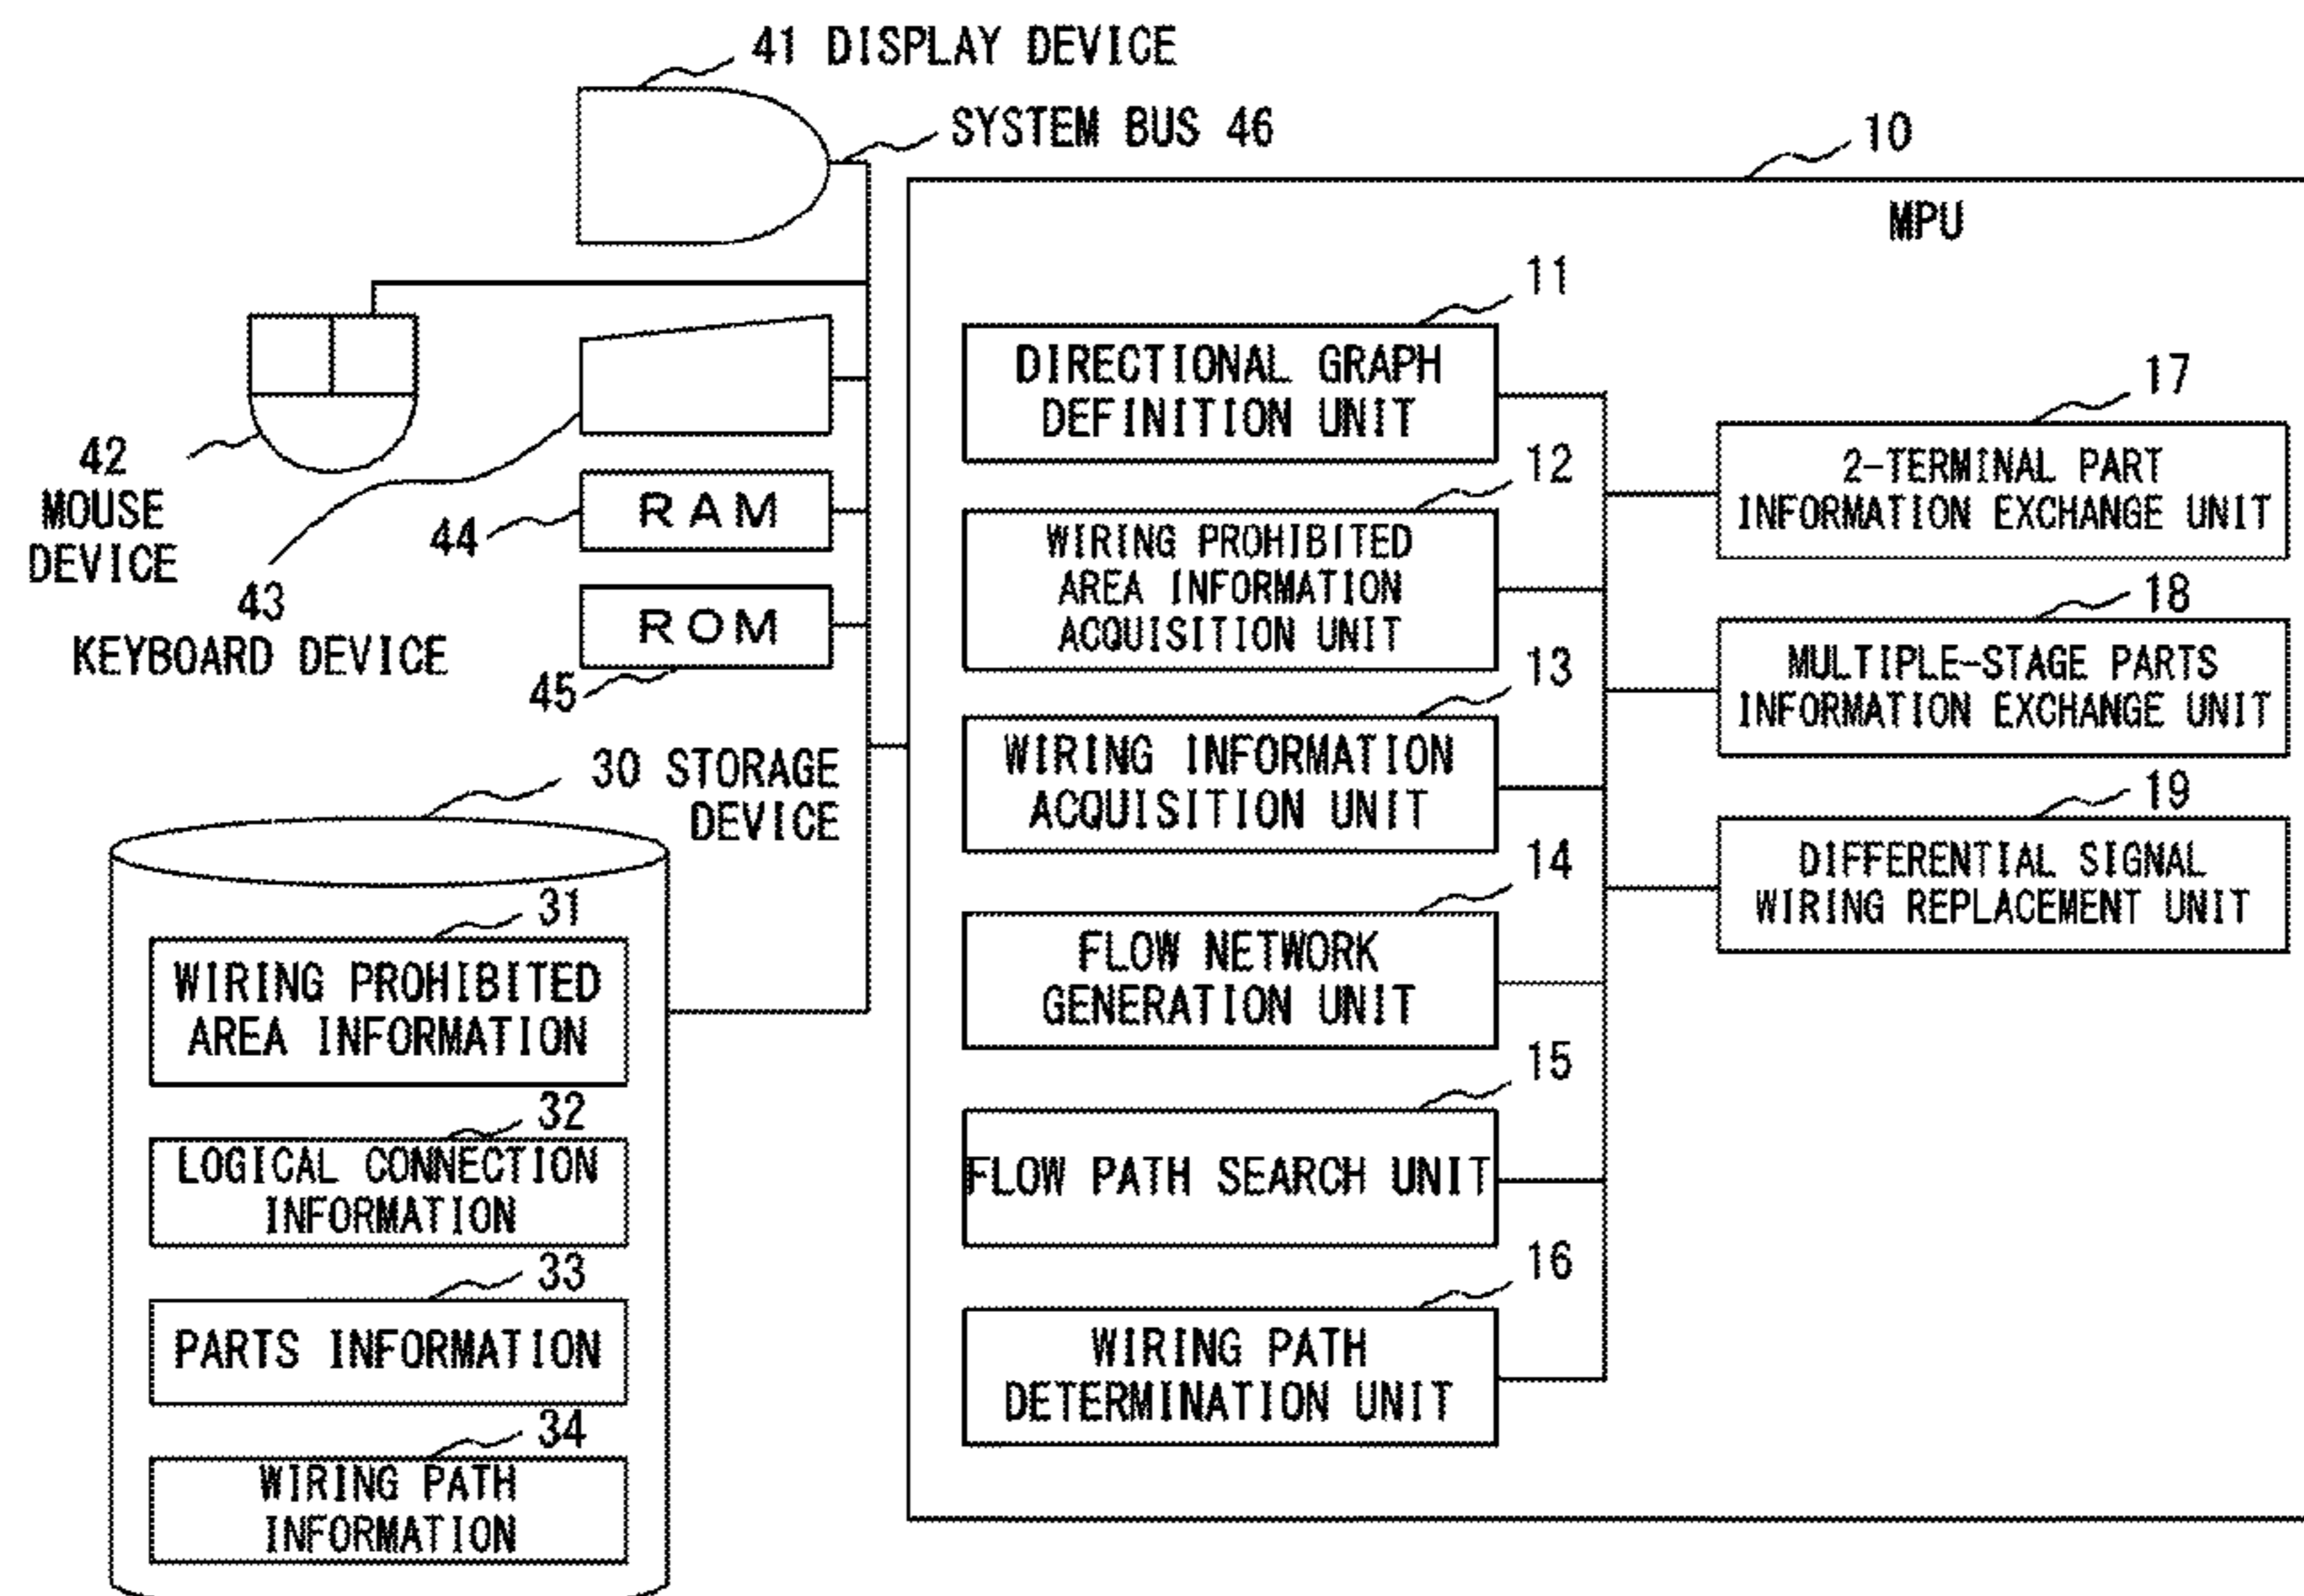 41 DISPLAY DEVICE
SYSTEM BUS 46
10
MPU
42
MOUSE
DEVICE
43
KEYBOARD DEVICE
44
RAM
ROM
45
30 STORAGE
DEVICE
31
WIRING PROHIBITED
AREA INFORMATION
32
LOGICAL CONNECTION
INFORMATION
33
PARTS INFORMATION
34
WIRING PATH
INFORMATION
11
DIRECTIONAL GRAPH
DEFINITION UNIT
12
WIRING PROHIBITED
AREA INFORMATION
ACQUISITION UNIT
13
WIRING INFORMATION
ACQUISITION UNIT
14
FLOW NETWORK
GENERATION UNIT
15
FLOW PATH SEARCH UNIT
16
WIRING PATH
DETERMINATION UNIT
17
2-TERMINAL PART
INFORMATION EXCHANGE UNIT
18
MULTIPLE-STAGE PARTS
INFORMATION EXCHANGE UNIT
19
DIFFERENTIAL SIGNAL
WIRING REPLACEMENT UNIT